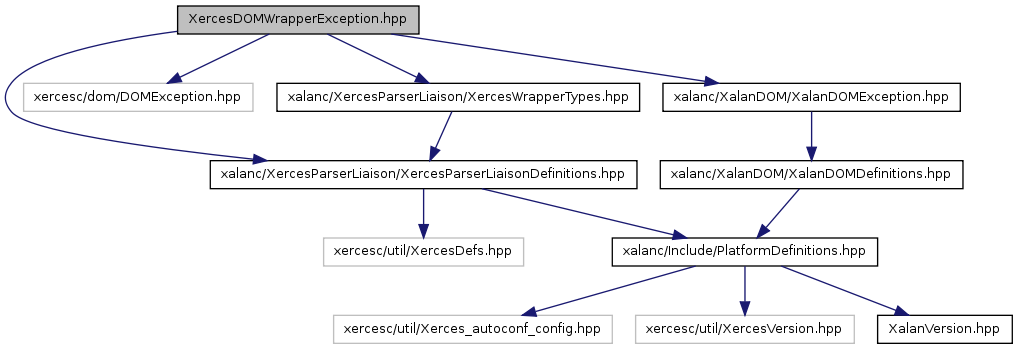 XercesDOMWrapperException.hpp
xercesc/dom/DOMException.hpp
xalanc/XercesParserLiaison/XercesWrapperTypes.hpp
xalanc/XalanDOM/XalanDOMException.hpp
xalanc/XercesParserLiaison/XercesParserLiaisonDefinitions.hpp
xalanc/XalanDOM/XalanDOMDefinitions.hpp
xercesc/util/XercesDefs.hpp
xalanc/Include/PlatformDefinitions.hpp
xercesc/util/Xerces_autoconf_config.hpp
xercesc/util/XercesVersion.hpp
XalanVersion.hpp